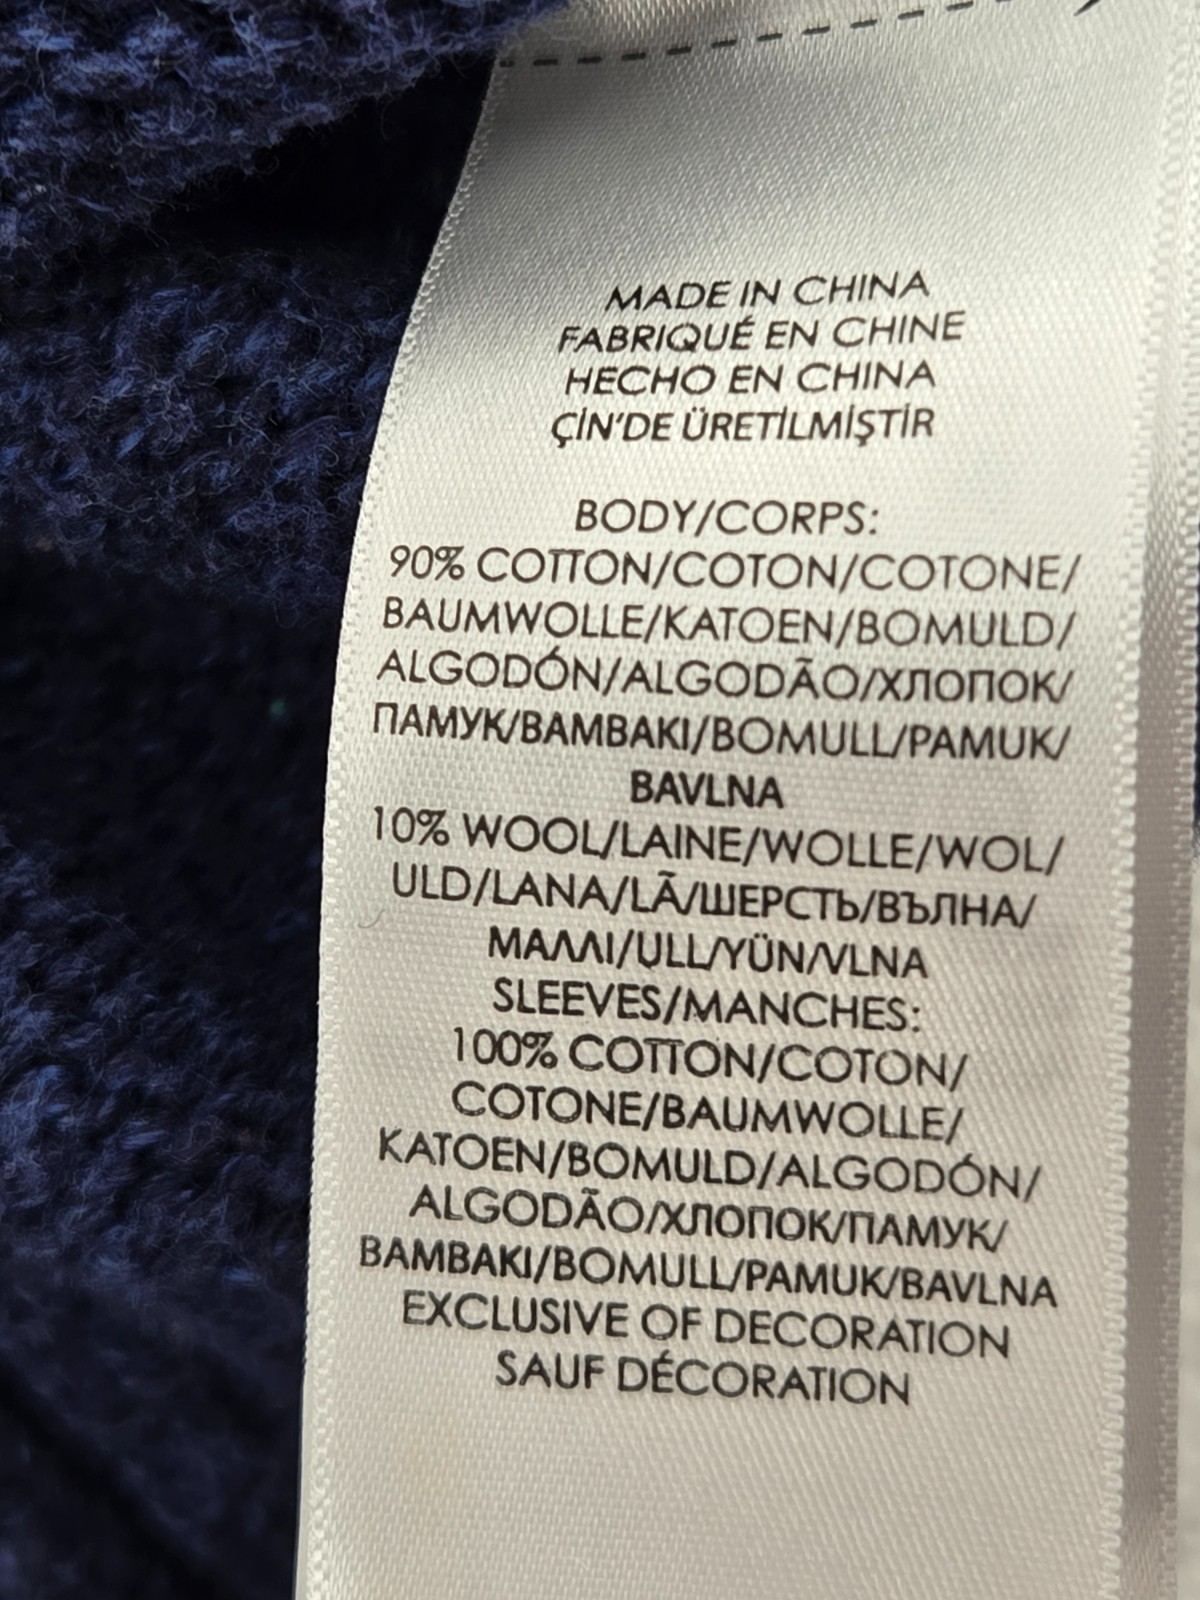 MADE IN CHINA
FABRIQUÉ EN CHINE
HECHO EN CHINA
ÇİN'DE ÜRETİLMİŞTİR
BODY/CORPS:
90% COTTON/COTON/COTONE/
BAUMWOLLE/KATOEN/BOMULD/
ALGODÓN/ALGODÃO/ХЛОПОК/
ПАМУК/BAMBAKI/BOMULL/PAMUK/
BAVLNA
10% WOOL/LAINE/WOLLE/WOL/
ULD/LANA/LÃ/ШЕРСТЬ/ВЪЛНА/
ΜΑΛΛΙ/ULL/YÜN/VLNA
SLEEVES/MANCHES:
100% COTTON/COTON/
COTONE/BAUMWOLLE/
KATOEN/BOMULD/ALGODÓN/
ALGODÃO/ХЛОПОК/ПАМУК/
BAMBAKI/BOMULL/PAMUK/BAVLNA
EXCLUSIVE OF DECORATION
SAUF DÉCORATION